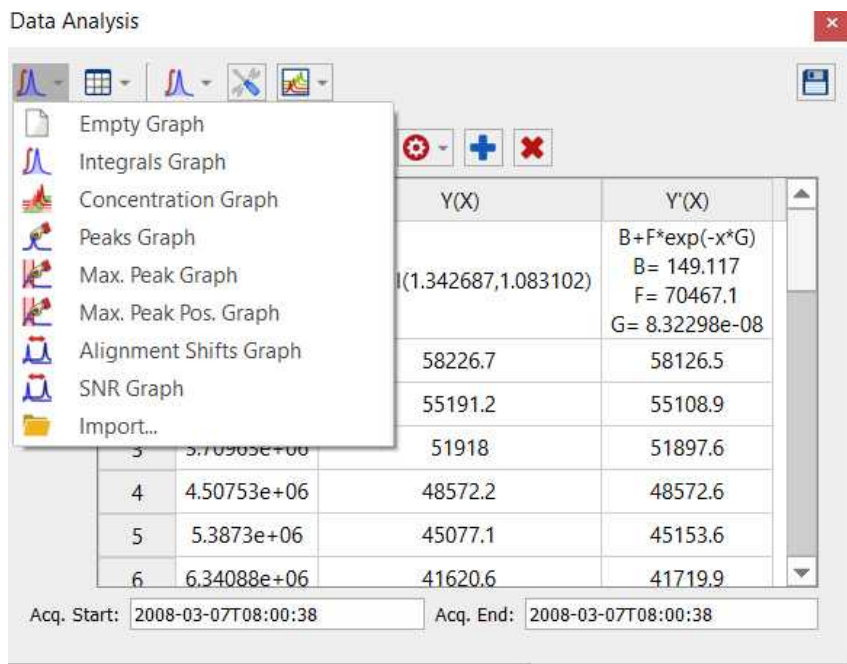 Data Analysis
Empty Graph
Integrals Graph
Concentration Graph
Peaks Graph
Max. Peak Graph
Max. Peak Pos. Graph
Alignment Shifts Graph
SNR Graph
Import...
Y(X) Y'(X)
I(1.342687,1.083102)
B+F*exp(-x*G)
B= 149.117
F= 70467.1
G= 8.32298e-08
58226.7 58126.5
55191.2 55108.9
51918 51897.6
4 4.50753e+06 48572.2 48572.6
5 5.3873e+06 45077.1 45153.6
6 6.34088e+06 41620.6 41719.9
Acq. Start: 2008-03-07T08:00:38 Acq. End: 2008-03-07T08:00:38